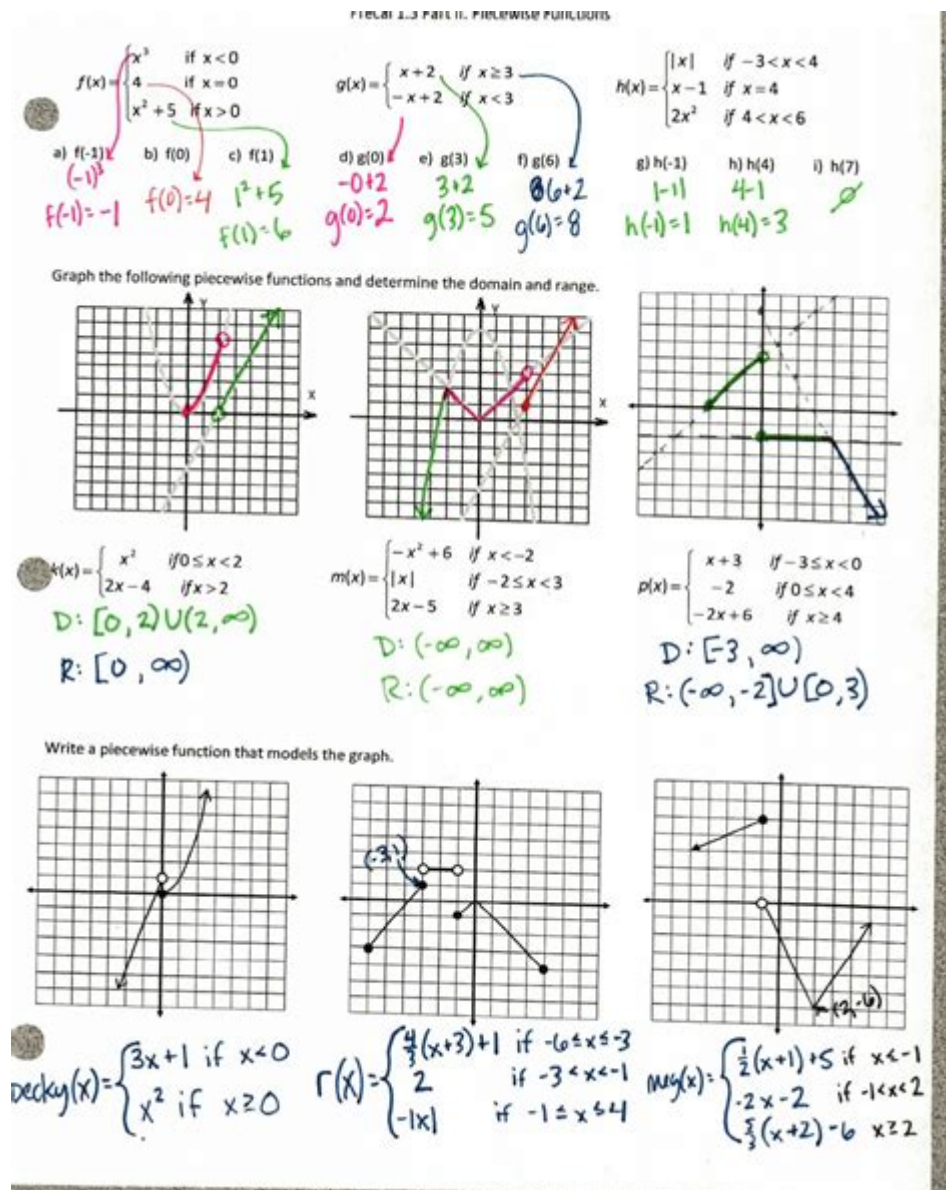 PreCal 1.3 Part II: Piecewise Functions
f(x)= { x³ if x<0
4 if x=0
x²+5 if x>0
g(x)= { x+2 if x≥3
-x+2 if x<3
h(x)= { |x| if -3<x<4
x-1 if x=4
2x² if 4<x<6
a) f(-1) b) f(0) c) f(1) d) g(0) e) g(3) f) g(6) g) h(-1) h) h(4) i) h(7)
(-1)³
f(-1)=-1
f(0)=4
1²+5
f(1)=6
-0+2
g(0)=2
3+2
g(3)=5
6+2
g(6)=8
|-1|
h(-1)=1
4-1
h(4)=3
∅
Graph the following piecewise functions and determine the domain and range.
Y
X
Y
X
k(x)= { x² if 0≤x<2
2x-4 if x>2
D: [0,2)U(2,∞)
R: [0,∞)
m(x)= { -x²+6 if x<-2
|x| if -2≤x<3
2x-5 if x≥3
D: (-∞,∞)
R: (-∞,∞)
p(x)= { x+3 if -3≤x<0
-2 if 0≤x<4
-2x+6 if x≥4
D: [-3,∞)
R: (-∞,-2]U[0,3)
Write a piecewise function that models the graph.
(-3,1)
(2,-6)
becky(x)= { 3x+1 if x<0
x² if x≥0
r(x)= { 4/3(x+3)+1 if -6≤x≤-3
2 if -3<x<-1
-|x| if -1≤x≤4
meg(x)= { 1/2(x+1)+5 if x≤-1
-2x-2 if -1<x<2
5/3(x+2)-6 x≥2